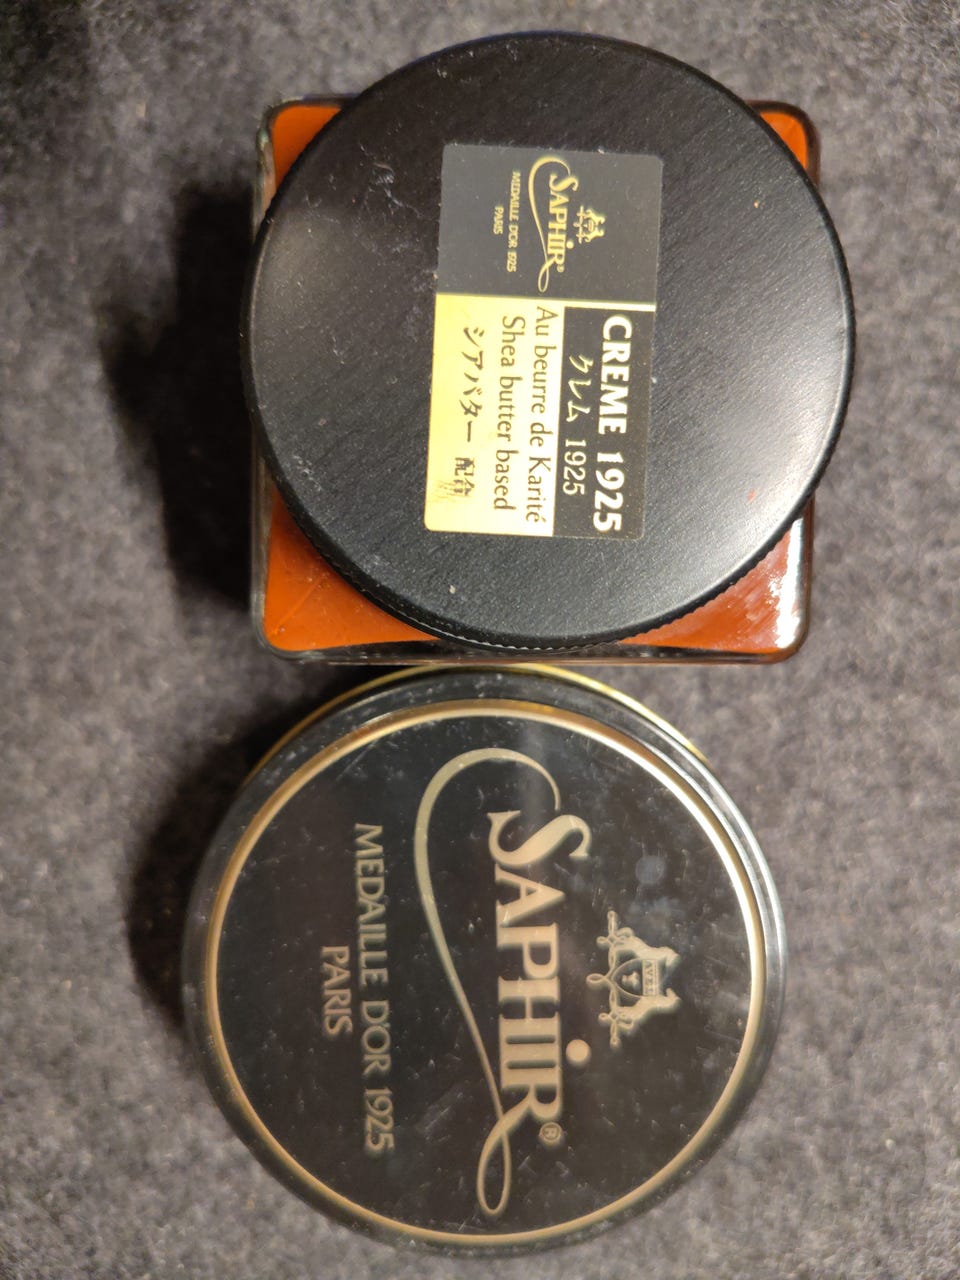 SAPHIR®
MEDAILLE D'OR 1925
PARIS
CREME 1925
クレム 1925
Au beurre de Karité
Shea butter based
シアバター 配合
AVEL
SAPHIR®
MEDAILLE D'OR 1925
PARIS